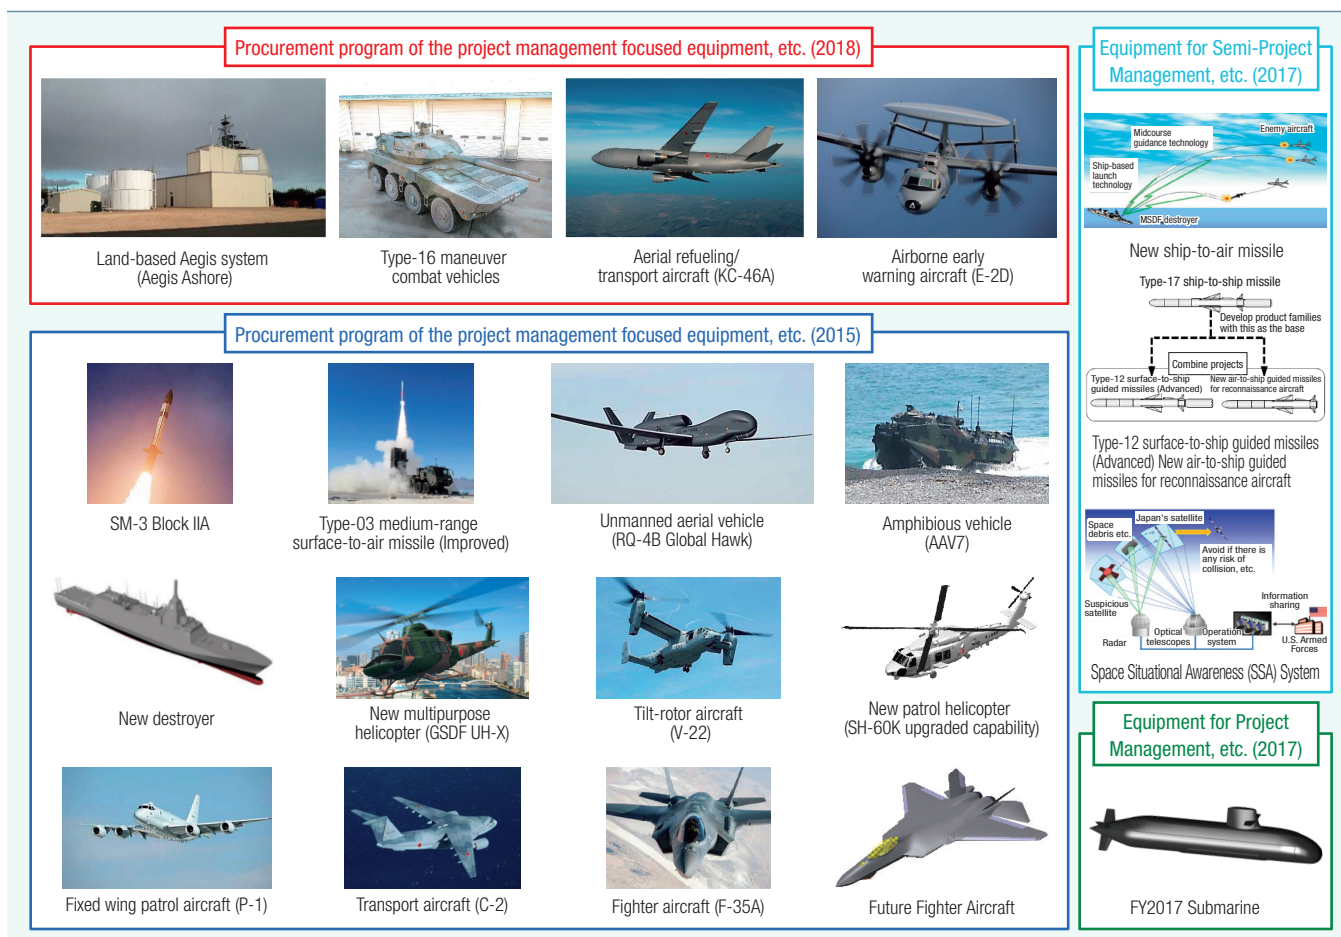 Procurement program of the project management focused equipment, etc. (2018)
Land-based Aegis system
(Aegis Ashore)
Type-16 maneuver
combat vehicles
Aerial refueling/
transport aircraft (KC-46A)
Airborne early
warning aircraft (E-2D)
Procurement program of the project management focused equipment, etc. (2015)
SM-3 Block IIA
Type-03 medium-range
surface-to-air missile (Improved)
Unmanned aerial vehicle
(RQ-4B Global Hawk)
Amphibious vehicle
(AAV7)
New destroyer
New multipurpose
helicopter (GSDF UH-X)
Tilt-rotor aircraft
(V-22)
New patrol helicopter
(SH-60K upgraded capability)
Fixed wing patrol aircraft (P-1)
Transport aircraft (C-2)
Fighter aircraft (F-35A)
Future Fighter Aircraft
Equipment for Semi-Project
Management, etc. (2017)
Midcourse
guidance technology
Enemy aircraft
Ship-based
launch
technology
MSDF destroyer
New ship-to-air missile
Type-17 ship-to-ship missile
Develop product families
with this as the base
Combine projects
Type-12 surface-to-ship
guided missiles (Advanced)
New air-to-ship guided missiles
for reconnaissance aircraft
Type-12 surface-to-ship guided missiles
(Advanced) New air-to-ship guided
missiles for reconnaissance aircraft
Space
debris etc.
Japan's satellite
Avoid if there is
any risk of
collision, etc.
Suspicious
satellite
Information
sharing
Radar
Optical
telescopes
Operation
system
U.S. Armed
Forces
Space Situational Awareness (SSA) System
Equipment for Project
Management, etc. (2017)
FY2017 Submarine